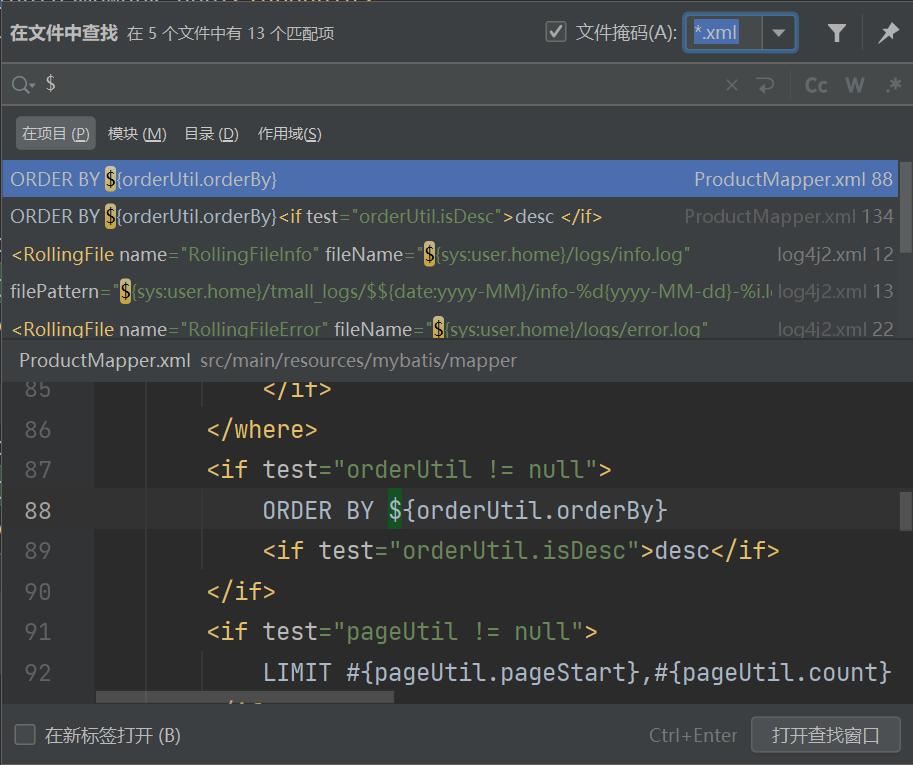 在文件中查找 在 5 个文件中有 13 个匹配项 文件掩码(A): *.xml
$ Cc W .*
在项目 (P) 模块 (M) 目录 (D) 作用域(S)
ORDER BY ${orderUtil.orderBy} ProductMapper.xml 88
ORDER BY ${orderUtil.orderBy}<if test="orderUtil.isDesc">desc </if> ProductMapper.xml 134
<RollingFile name="RollingFileInfo" fileName="${sys:user.home}/logs/info.log" log4j2.xml 12
filePattern="${sys:user.home}/tmall_logs/$${date:yyyy-MM}/info-%d{yyyy-MM-dd}-%i.l log4j2.xml 13
<RollingFile name="RollingFileError" fileName="${sys:user.home}/logs/error.log" log4j2.xml 22
ProductMapper.xml src/main/resources/mybatis/mapper
85 </if>
86 </where>
87 <if test="orderUtil != null">
88 ORDER BY ${orderUtil.orderBy}
89 <if test="orderUtil.isDesc">desc</if>
90 </if>
91 <if test="pageUtil != null">
92 LIMIT #{pageUtil.pageStart},#{pageUtil.count}
在新标签打开 (B) Ctrl+Enter 打开查找窗口